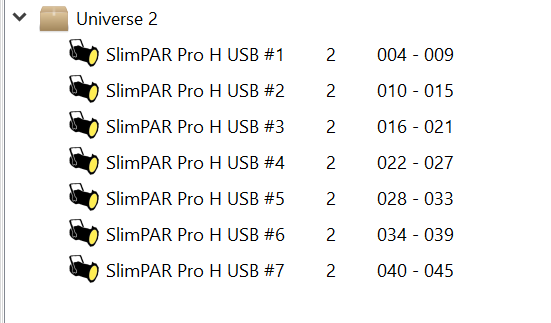 Universe 2
SlimPAR Pro H USB #1 2 004 - 009
SlimPAR Pro H USB #2 2 010 - 015
SlimPAR Pro H USB #3 2 016 - 021
SlimPAR Pro H USB #4 2 022 - 027
SlimPAR Pro H USB #5 2 028 - 033
SlimPAR Pro H USB #6 2 034 - 039
SlimPAR Pro H USB #7 2 040 - 045